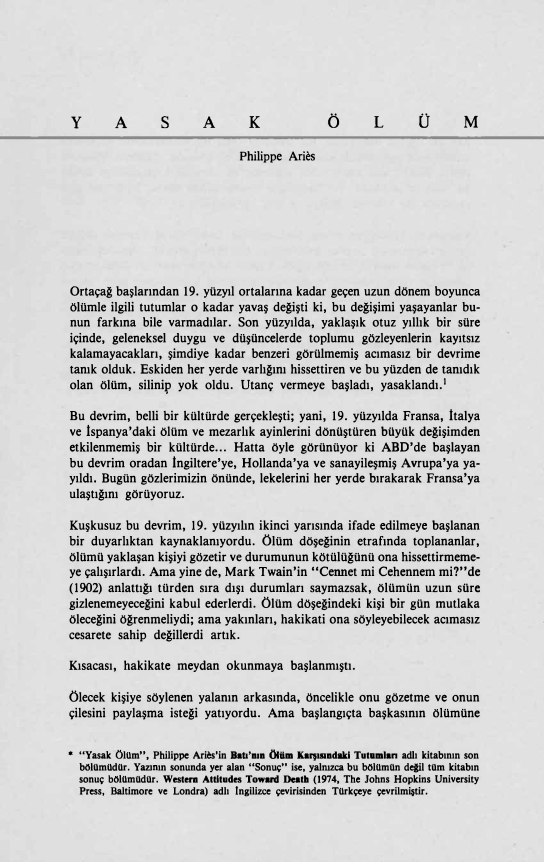 YASAK ÖLÜM
Philippe Ariès
Ortaçağ başlarından 19. yüzyıl ortalarına kadar geçen uzun dönem boyunca
ölümle ilgili tutumlar o kadar yavaş değişti ki, bu değişimi yaşayanlar bu-
nun farkına bile varmadılar. Son yüzyılda, yaklaşık otuz yıllık bir süre
içinde, geleneksel duygu ve düşüncelerde toplumu gözleyenlerin kayıtsız
kalamayacakları, şimdiye kadar benzeri görülmemiş acımasız bir devrime
tanık olduk. Eskiden her yerde varlığını hissettiren ve bu yüzden de tanıdık
olan ölüm, silinip yok oldu. Utanç vermeye başladı, yasaklandı.¹
Bu devrim, belli bir kültürde gerçekleşti; yani, 19. yüzyılda Fransa, İtalya
ve İspanya'daki ölüm ve mezarlık ayinlerini dönüştüren büyük değişimden
etkilenmemiş bir kültürde... Hatta öyle görünüyor ki ABD'de başlayan
bu devrim oradan İngiltere'ye, Hollanda'ya ve sanayileşmiş Avrupa'ya ya-
yıldı. Bugün gözlerimizin önünde, lekelerini her yerde bırakarak Fransa'ya
ulaştığını görüyoruz.
Kuşkusuz bu devrim, 19. yüzyılın ikinci yarısında ifade edilmeye başlanan
bir duyarlıktan kaynaklanıyordu. Ölüm döşeğinin etrafında toplananlar,
ölümü yaklaşan kişiyi gözetir ve durumunun kötülüğünü ona hissettirmeme-
ye çalışırlardı. Ama yine de, Mark Twain'in "Cennet mi Cehennem mi?"de
(1902) anlattığı türden sıra dışı durumları saymazsak, ölümün uzun süre
gizlenemeyeceğini kabul ederlerdi. Ölüm döşeğindeki kişi bir gün mutlaka
öleceğini öğrenmeliydi; ama yakınları, hakikati ona söyleyebilecek acımasız
cesarete sahip değillerdi artık.
Kısacası, hakikate meydan okunmaya başlanmıştı.
Ölecek kişiye söylenen yalanın arkasında, öncelikle onu gözetme ve onun
çilesini paylaşma isteği yatıyordu. Ama başlangıçta başkasının ölümüne
* "Yasak Ölüm", Philippe Ariès'in Batı'nın Ölüm Karşısındaki Tutumları adlı kitabının son
bölümüdür. Yazının sonunda yer alan "Sonuç" ise, yalnızca bu bölümün değil tüm kitabın
sonuç bölümüdür. Western Attitudes Toward Death (1974, The Johns Hopkins University
Press, Baltimore ve Londra) adlı İngilizce çevirisinden Türkçeye çevrilmiştir.